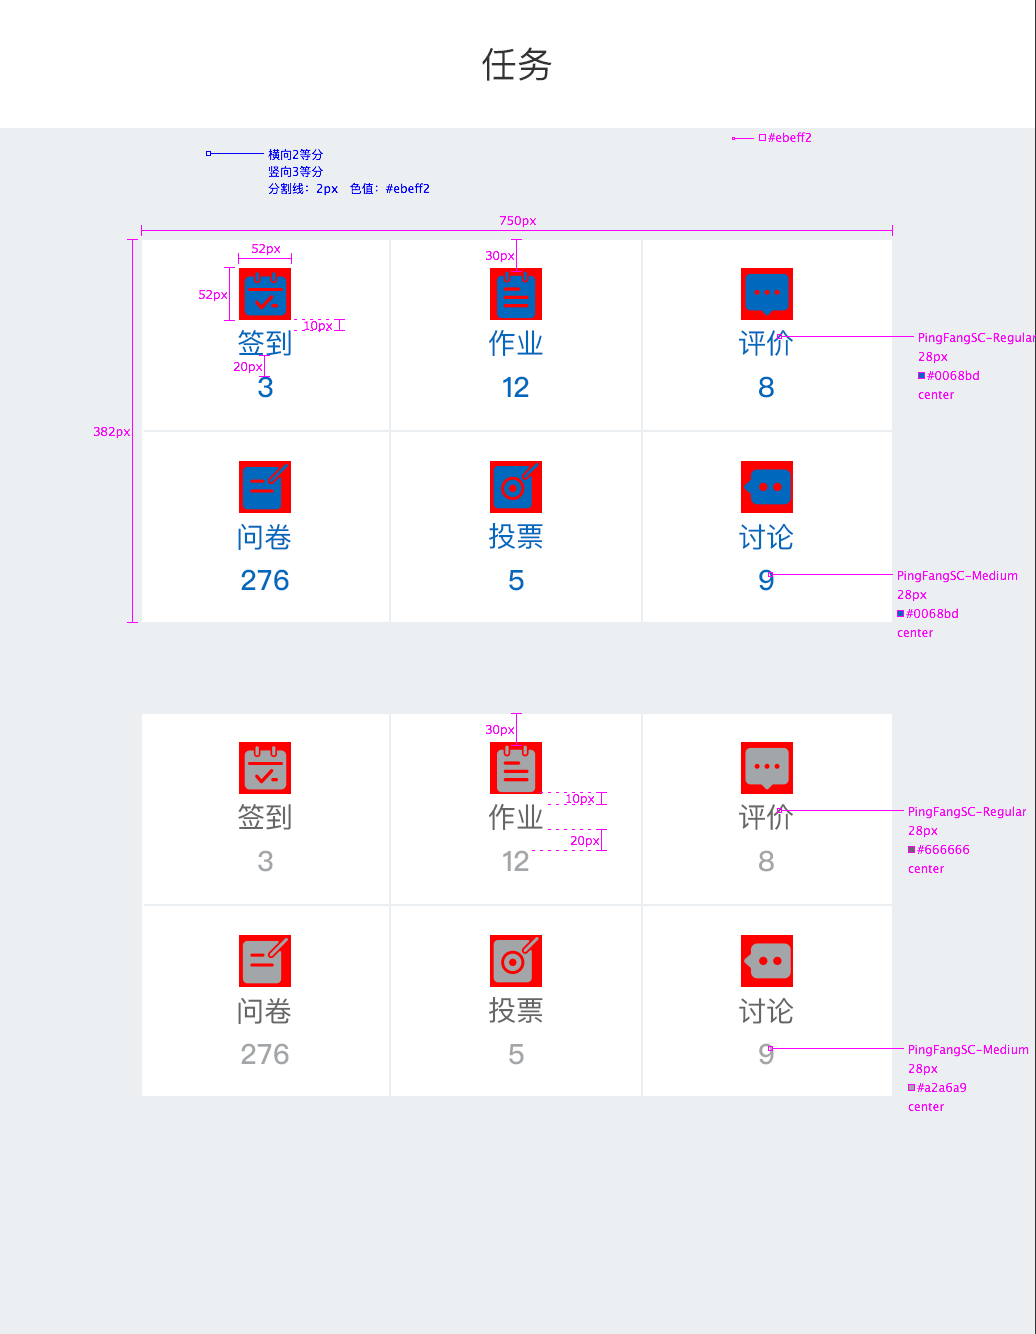 任务
#ebeff2
横向2等分
竖向3等分
分割线：2px 色值：#ebeff2
750px
52px
30px
52px
10px
签到
作业
评价
PingFangSC-Regular
28px
#0068bd
center
20px
3
12
8
382px
问卷
投票
讨论
276
5
9
PingFangSC-Medium
28px
#0068bd
center
30px
10px
签到
作业
评价
PingFangSC-Regular
28px
#666666
center
20px
3
12
8
问卷
投票
讨论
276
5
9
PingFangSC-Medium
28px
#a2a6a9
center